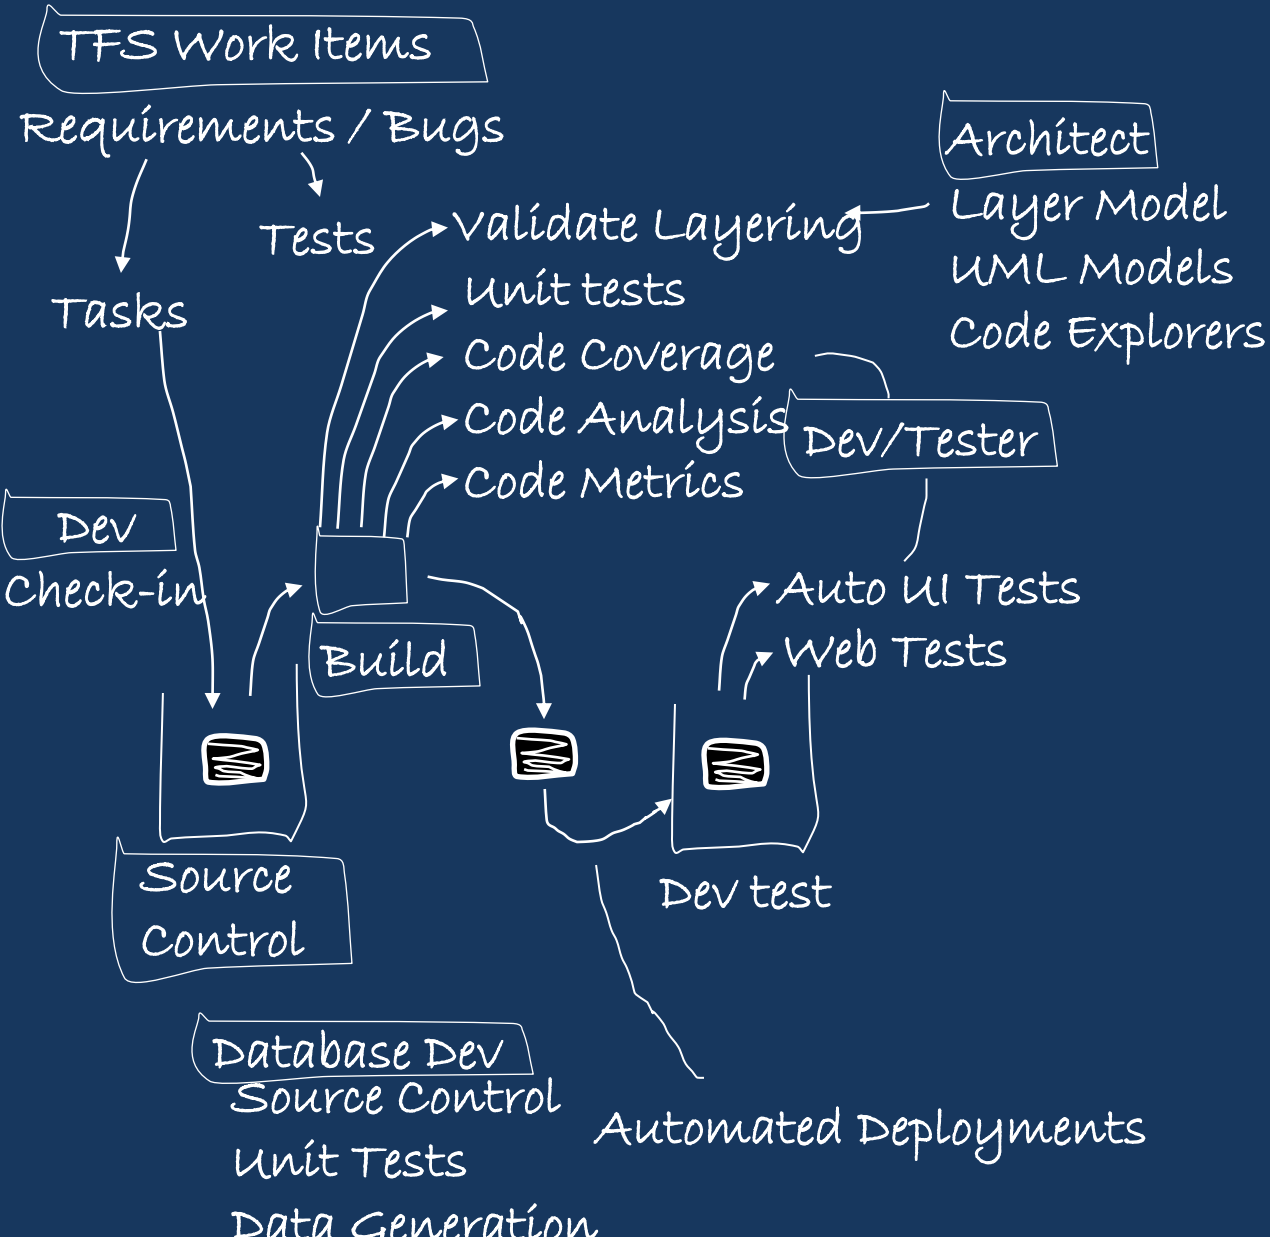 TFS Work Items
Requirements / Bugs
Tests
Tasks
Architect
Layer Model
UML Models
Code Explorers
Validate Layering
Unit tests
Code Coverage
Code Analysis
Code Metrics
Dev/Tester
Dev
Check-in
Build
Auto UI Tests
Web Tests
Source
Control
Dev test
Database Dev
Source Control
Unit Tests
Data Generation
Automated Deployments